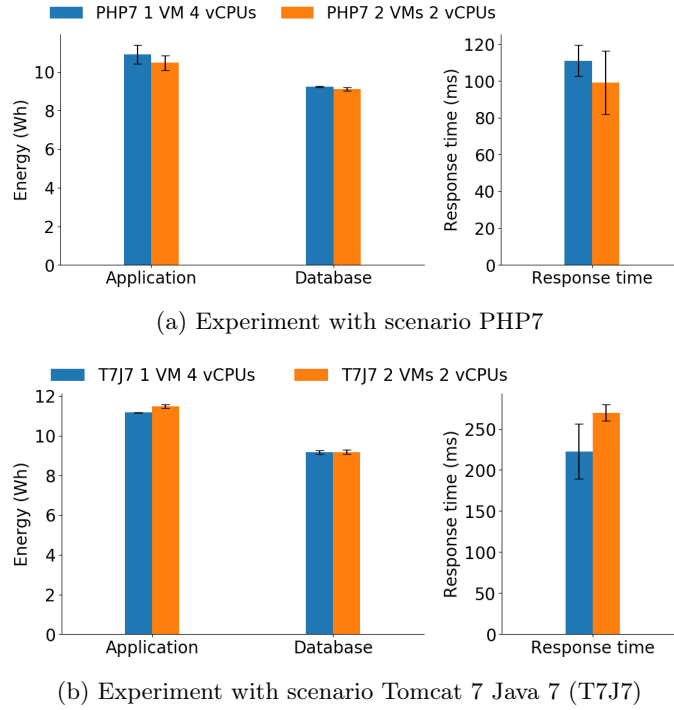 PHP7 1 VM 4 vCPUs PHP7 2 VMs 2 vCPUs
Energy (Wh)
10
8
6
4
2
0
Application Database
Response time (ms)
120
100
80
60
40
20
0
Response time
(a) Experiment with scenario PHP7
T7J7 1 VM 4 vCPUs T7J7 2 VMs 2 vCPUs
Energy (Wh)
12
10
8
6
4
2
0
Application Database
Response time (ms)
250
200
150
100
50
0
Response time
(b) Experiment with scenario Tomcat 7 Java 7 (T7J7)